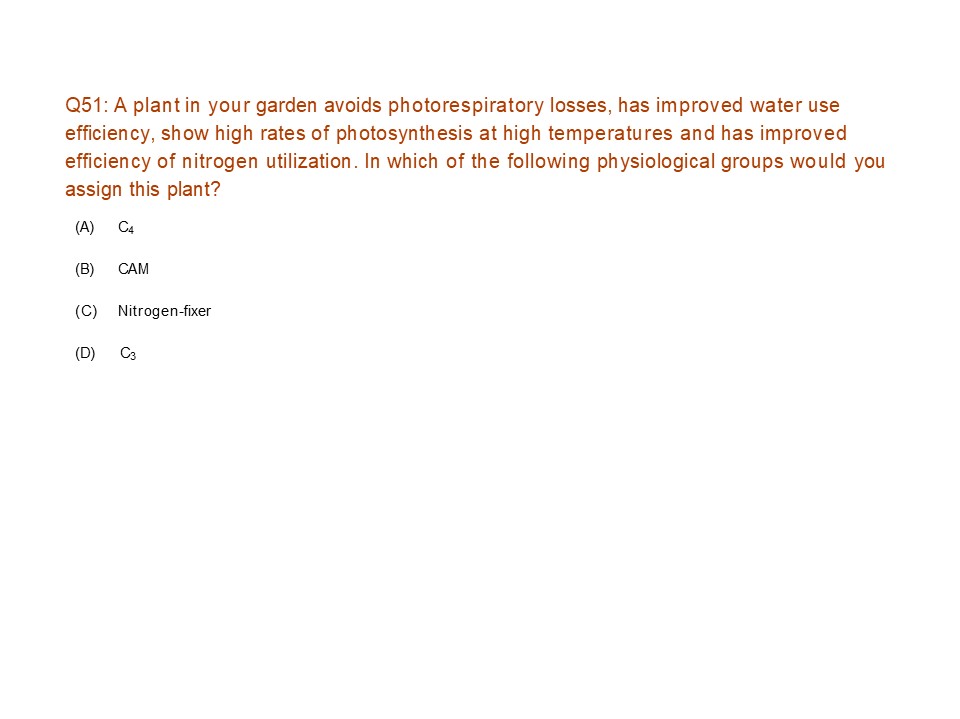 Q51: A plant in your garden avoids photorespiratory losses, has improved water use
efficiency, show high rates of photosynthesis at high temperatures and has improved
efficiency of nitrogen utilization. In which of the following physiological groups would you
assign this plant?
(A) C₄
(B) CAM
(C) Nitrogen-fixer
(D) C₃